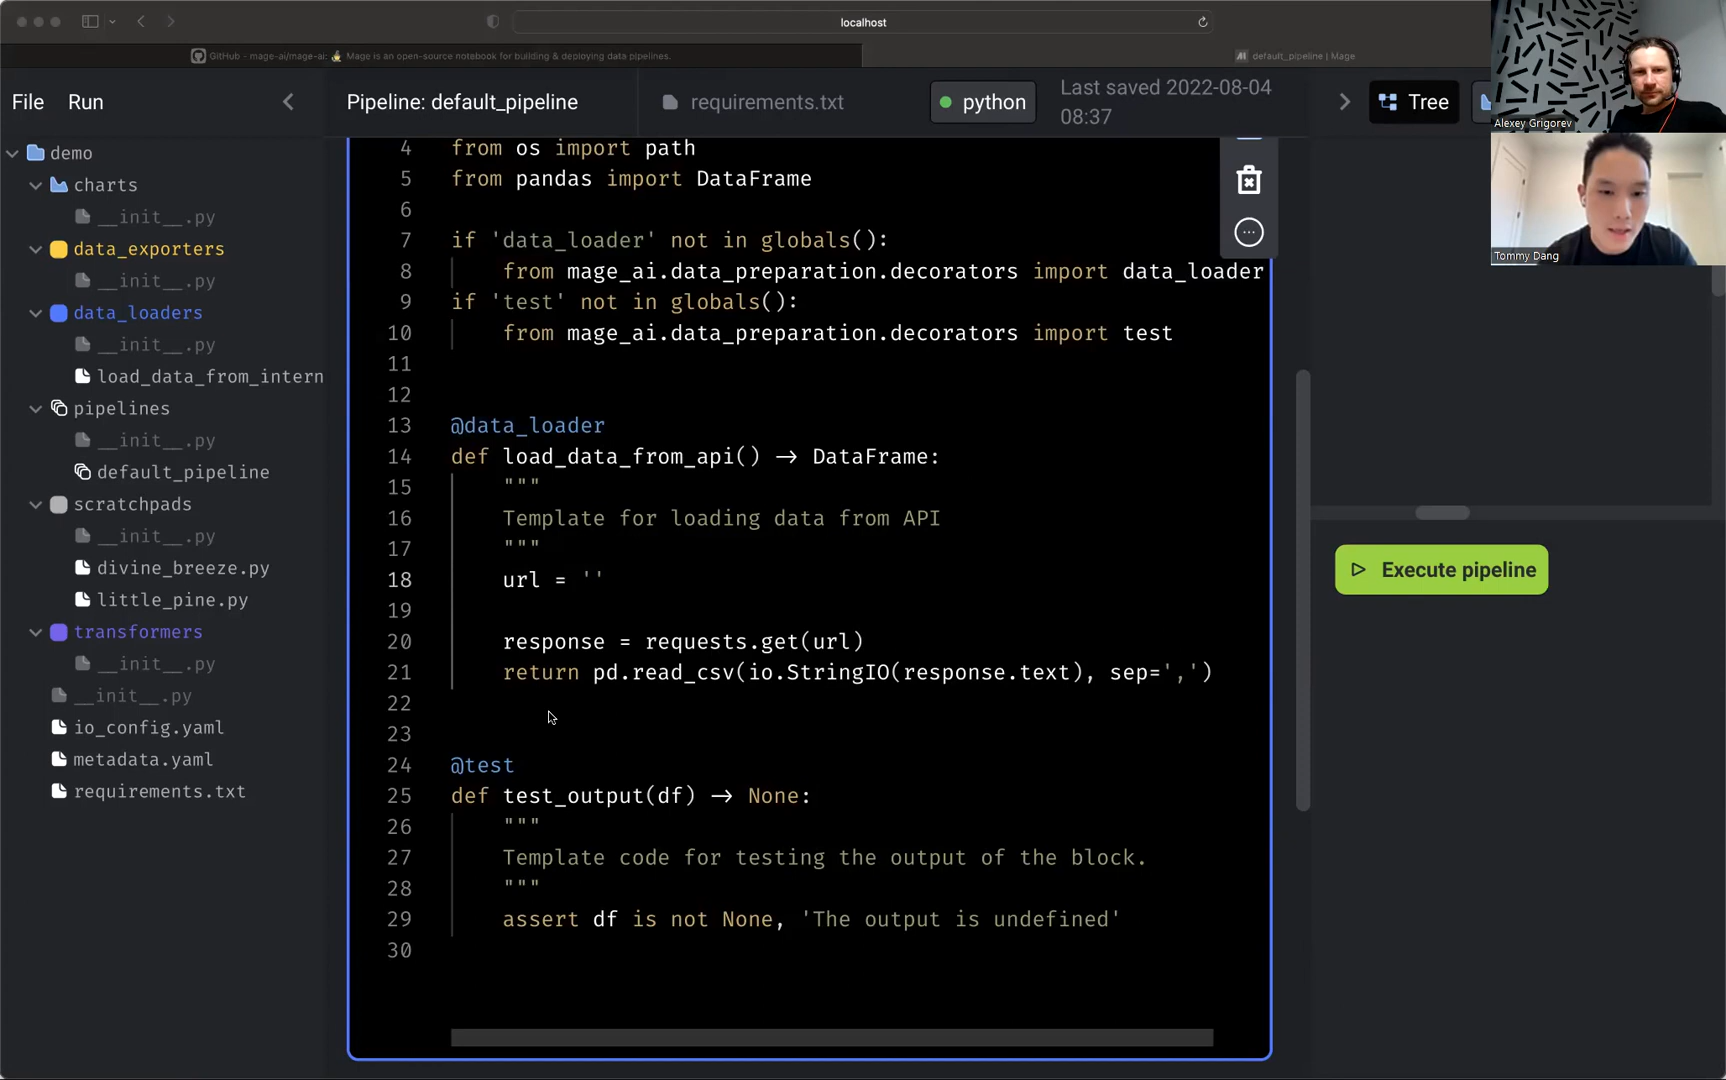 localhost
GitHub - mage-ai/mage-ai: 🧙 Mage is an open-source notebook for building & deploying data pipelines.
default_pipeline | Mage
File Run
Pipeline: default_pipeline
requirements.txt
python
Last saved 2022-08-04
08:37
Tree
Alexey Grigorev
Tommy Dang
demo
charts
__init__.py
data_exporters
__init__.py
data_loaders
__init__.py
load_data_from_intern
pipelines
__init__.py
default_pipeline
scratchpads
__init__.py
divine_breeze.py
little_pine.py
transformers
__init__.py
__init__.py
io_config.yaml
metadata.yaml
requirements.txt
4 from os import path
5 from pandas import DataFrame
6
7 if 'data_loader' not in globals():
8     from mage_ai.data_preparation.decorators import data_loader
9 if 'test' not in globals():
10     from mage_ai.data_preparation.decorators import test
11
12
13 @data_loader
14 def load_data_from_api() -> DataFrame:
15     """
16     Template for loading data from API
17     """
18     url = ''
19
20     response = requests.get(url)
21     return pd.read_csv(io.StringIO(response.text), sep=',')
22
23
24 @test
25 def test_output(df) -> None:
26     """
27     Template code for testing the output of the block.
28     """
29     assert df is not None, 'The output is undefined'
30
Execute pipeline